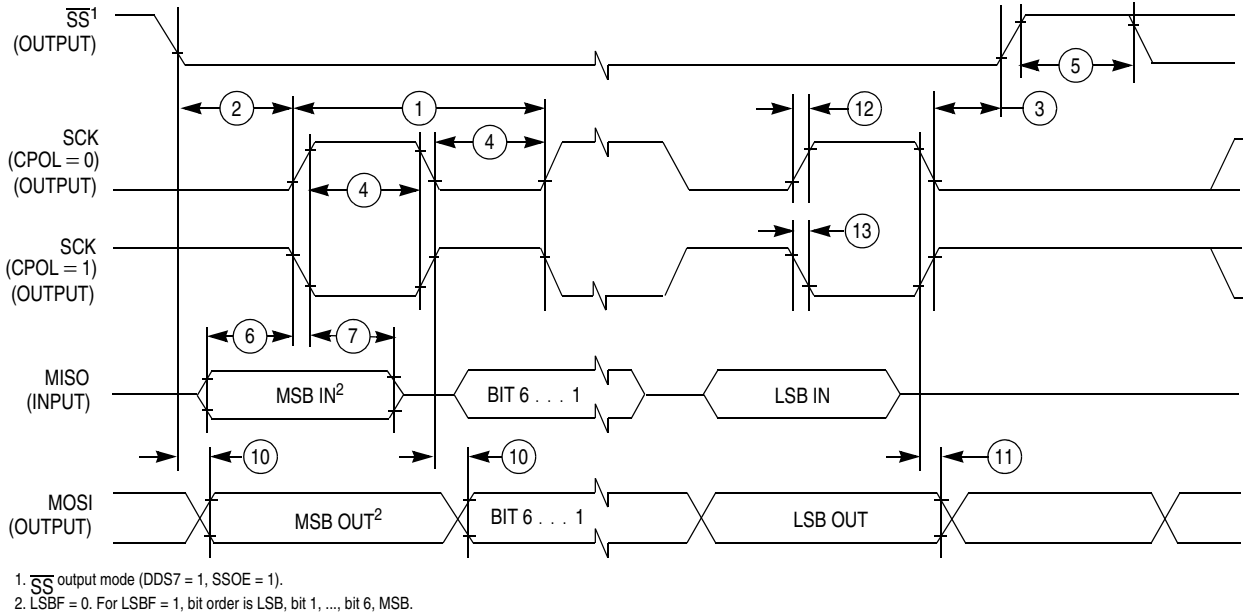 SS¹
(OUTPUT)
5
2
1
12
3
SCK
(CPOL = 0)
(OUTPUT)
4
4
SCK
(CPOL = 1)
(OUTPUT)
13
6
7
MISO
(INPUT)
MSB IN²
BIT 6 . . . 1
LSB IN
10
10
11
MOSI
(OUTPUT)
MSB OUT²
BIT 6 . . . 1
LSB OUT
1. SS output mode (DDS7 = 1, SSOE = 1).
2. LSBF = 0. For LSBF = 1, bit order is LSB, bit 1, ..., bit 6, MSB.